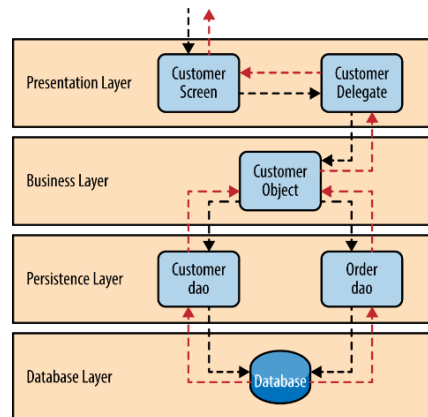 Presentation Layer
Customer
Screen
Customer
Delegate
Business Layer
Customer
Object
Persistence Layer
Customer
dao
Order
dao
Database Layer
Database